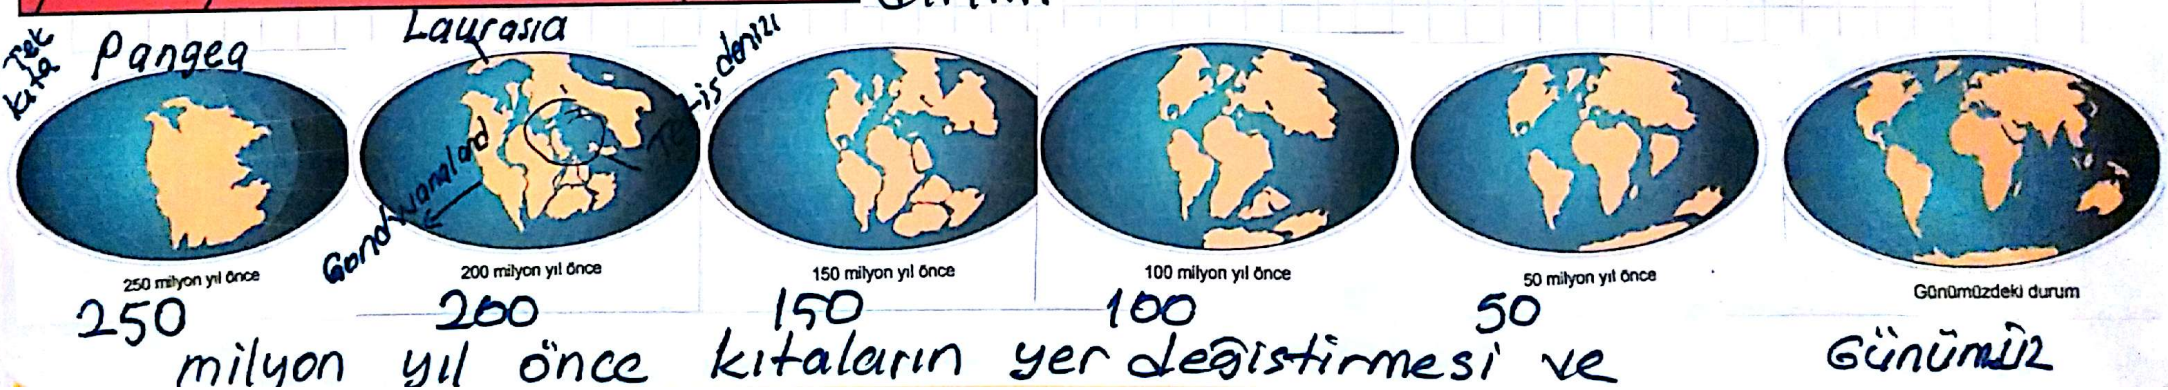 Tek
kıta
Pangea
Laurasia
Tetis denizi
Gondwanaland
250 milyon yıl önce
200 milyon yıl önce
150 milyon yıl önce
100 milyon yıl önce
50 milyon yıl önce
Günümüzdeki durum
250 200 150 100 50
milyon yıl önce kıtaların yer değiştirmesi ve Günümüz